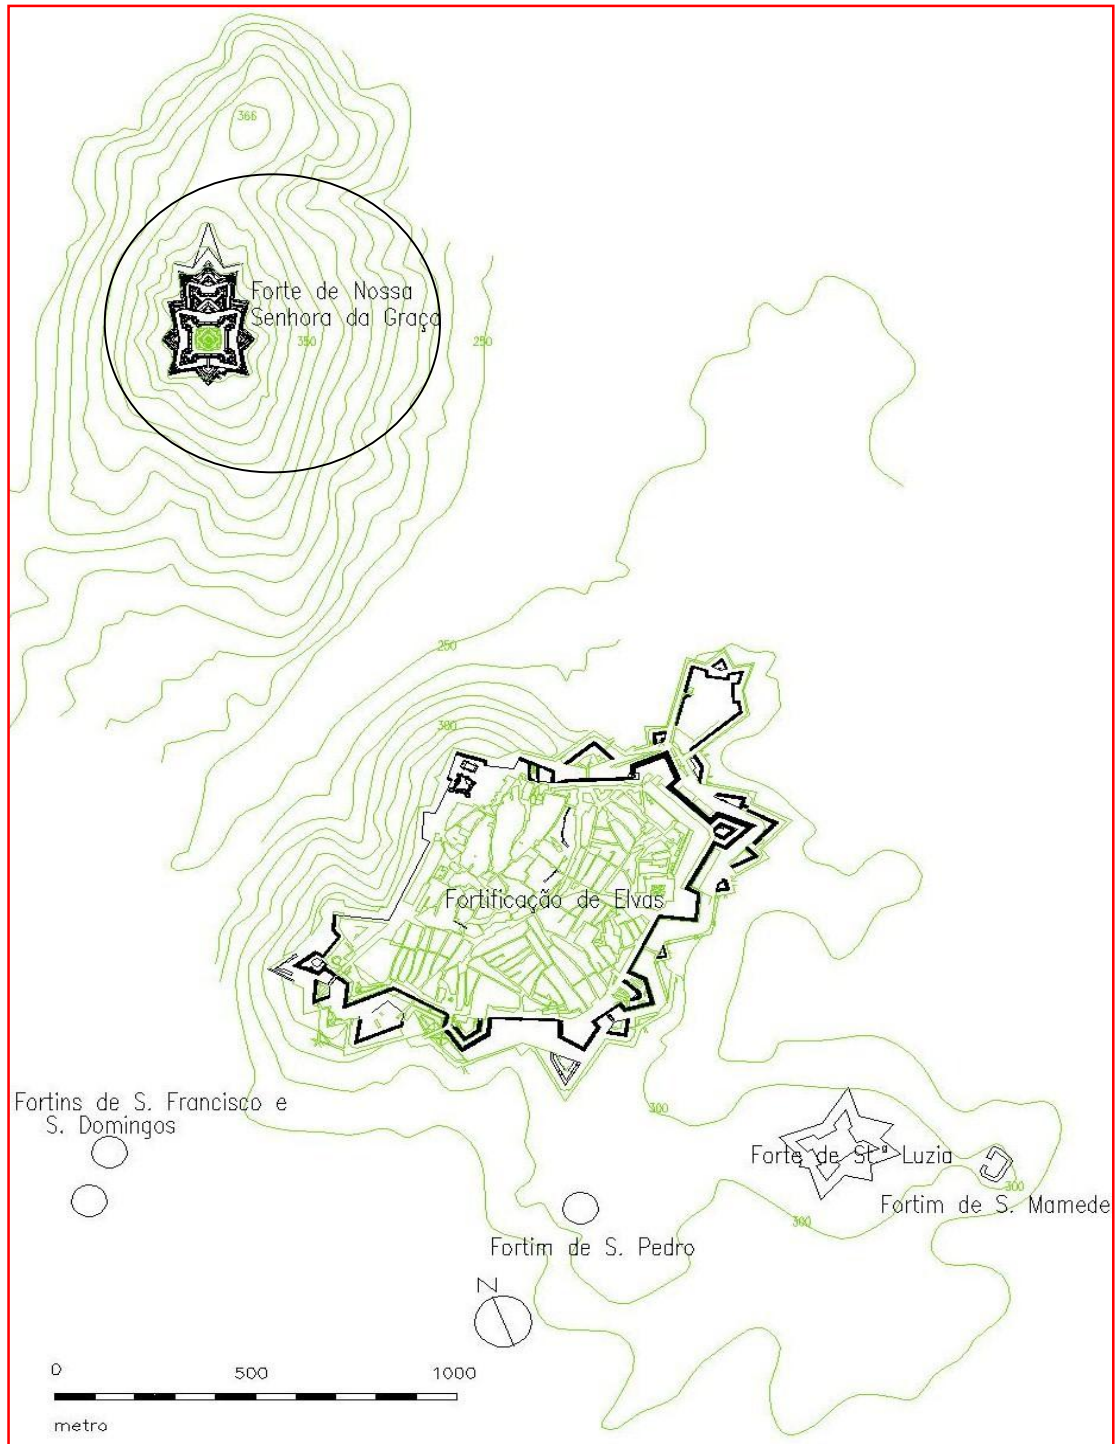 366
Forte de Nossa
Senhora da Graça
350
250
250
300
Fortificação de Elvas
Fortins de S. Francisco e
S. Domingos
300
Forte de St.ª Luzia
300
Fortim de S. Mamede
300
Fortim de S. Pedro
N
0 500 1000
metro